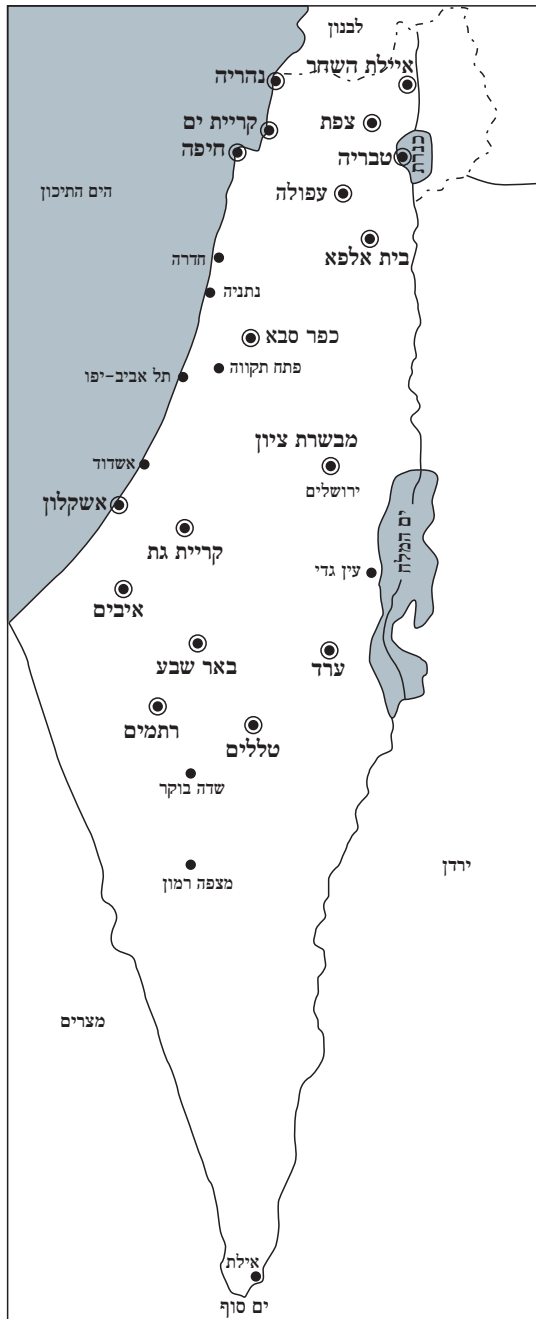 לבנון
איילת השחר
נהריה
צפת
קריית ים
חיפה
טבריה
כנרת
עפולה
הים התיכון
בית אלפא
חדרה
נתניה
כפר סבא
פתח תקווה
תל אביב-יפו
מבשרת ציון
אשדוד
ירושלים
אשקלון
ים המלח
קריית גת
עין גדי
איבים
באר שבע
ערד
רתמים
טללים
שדה בוקר
ירדן
מצפה רמון
מצרים
אילת
ים סוף